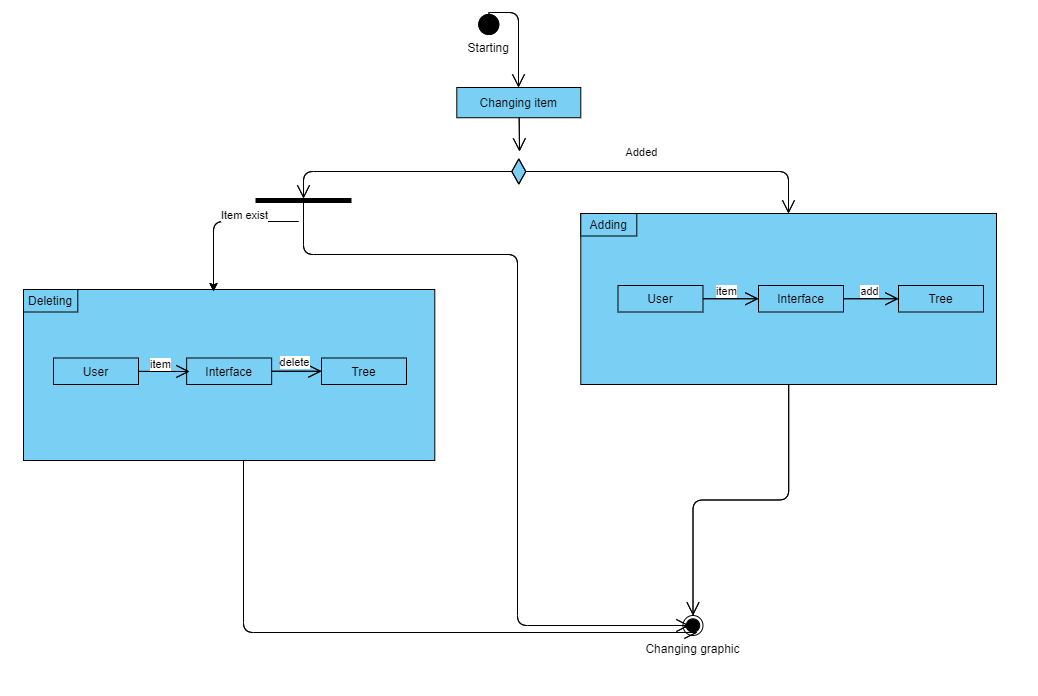 Starting
Changing item
Added
Item exist
Adding
User
item
Interface
add
Tree
Deleting
User
item
Interface
delete
Tree
Changing graphic